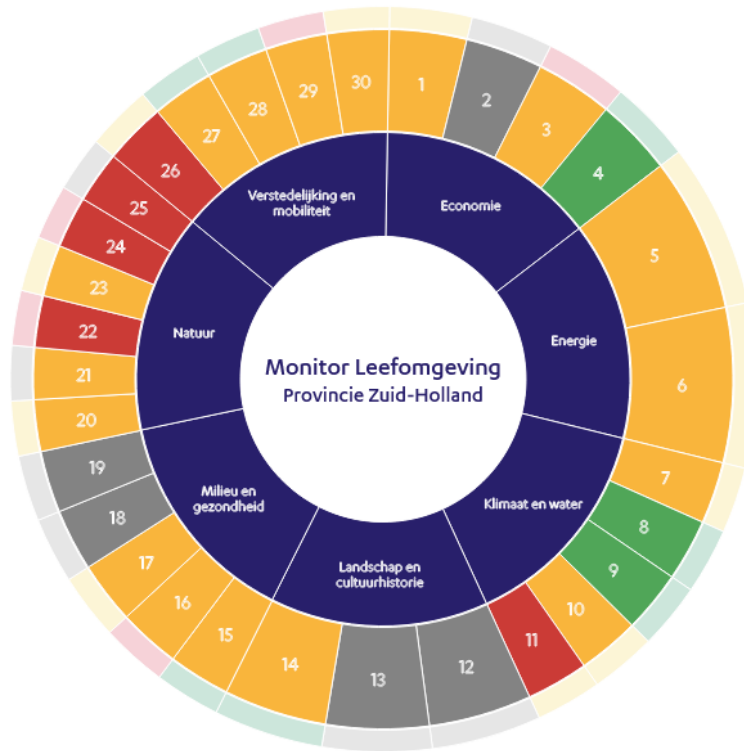 Monitor Leefomgeving
Provincie Zuid-Holland
Economie
Energie
Klimaat en water
Landschap en
cultuurhistorie
Milieu en
gezondheid
Natuur
Verstedelijking en
mobiliteit
1
2
3
4
5
6
7
8
9
10
11
12
13
14
15
16
17
18
19
20
21
22
23
24
25
26
27
28
29
30